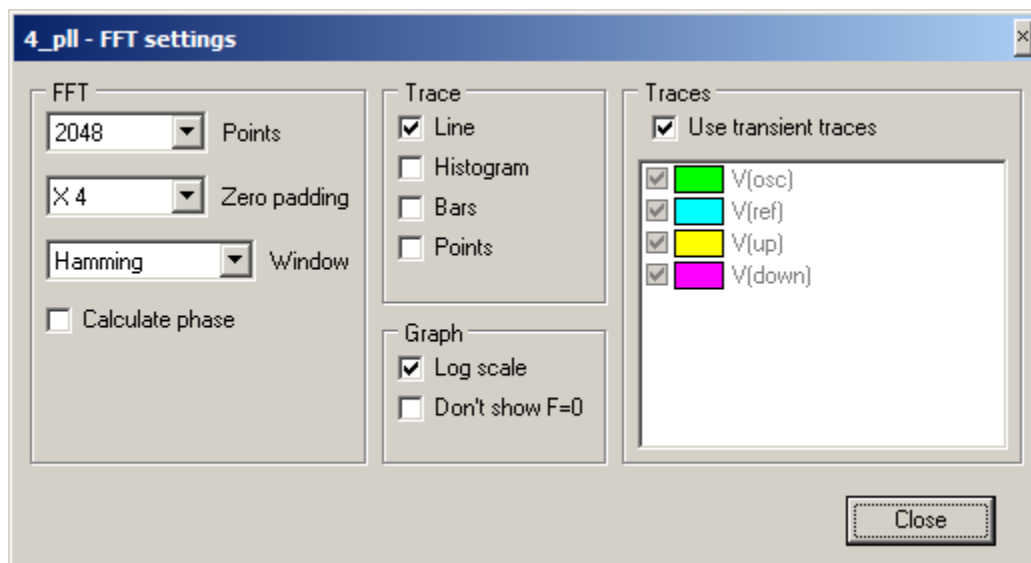 4_pll - FFT settings
FFT
2048 Points
X 4 Zero padding
Hamming Window
Calculate phase
Trace
Line
Histogram
Bars
Points
Graph
Log scale
Don't show F=0
Traces
Use transient traces
V(osc)
V(ref)
V(up)
V(down)
Close